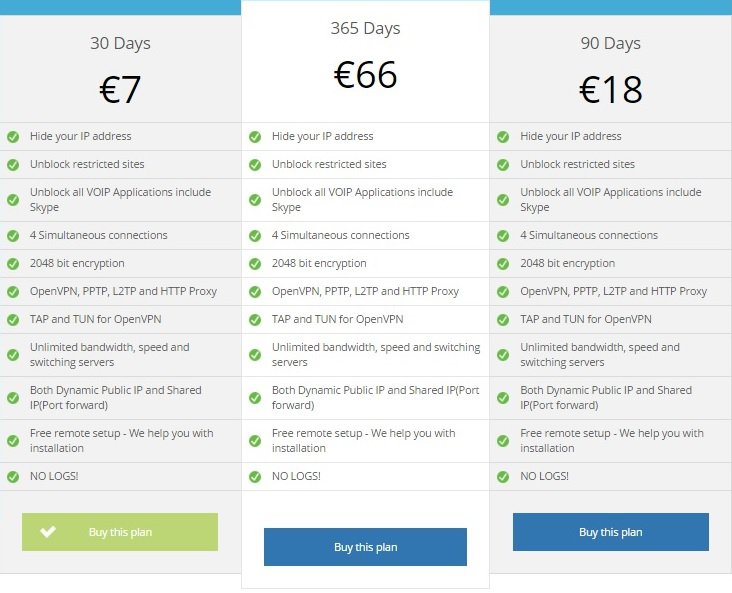 30 Days
€7
Hide your IP address
Unblock restricted sites
Unblock all VOIP Applications include
Skype
4 Simultaneous connections
2048 bit encryption
OpenVPN, PPTP, L2TP and HTTP Proxy
TAP and TUN for OpenVPN
Unlimited bandwidth, speed and
switching servers
Both Dynamic Public IP and Shared
IP(Port forward)
Free remote setup - We help you with
installation
NO LOGS!
Buy this plan
365 Days
€66
Hide your IP address
Unblock restricted sites
Unblock all VOIP Applications include
Skype
4 Simultaneous connections
2048 bit encryption
OpenVPN, PPTP, L2TP and HTTP Proxy
TAP and TUN for OpenVPN
Unlimited bandwidth, speed and switching
servers
Both Dynamic Public IP and Shared IP(Port
forward)
Free remote setup - We help you with
installation
NO LOGS!
Buy this plan
90 Days
€18
Hide your IP address
Unblock restricted sites
Unblock all VOIP Applications include
Skype
4 Simultaneous connections
2048 bit encryption
OpenVPN, PPTP, L2TP and HTTP Proxy
TAP and TUN for OpenVPN
Unlimited bandwidth, speed and
switching servers
Both Dynamic Public IP and Shared
IP(Port forward)
Free remote setup - We help you with
installation
NO LOGS!
Buy this plan